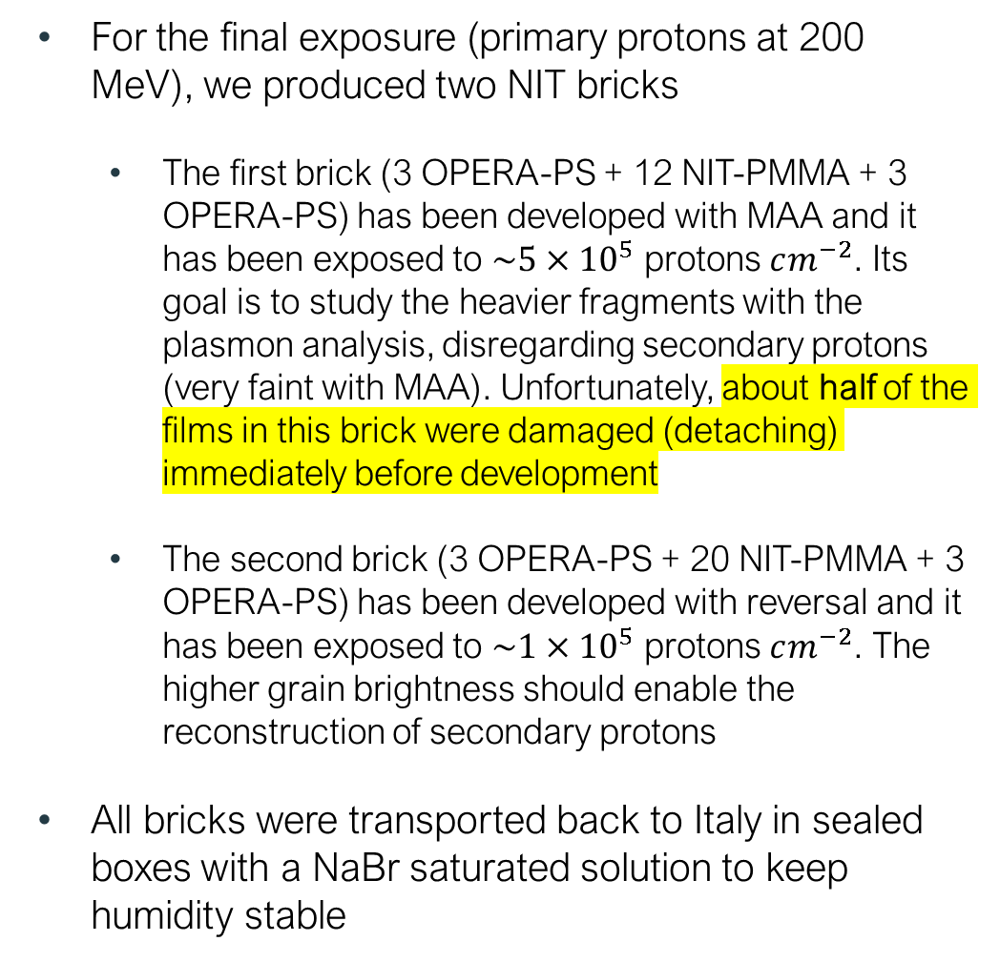 • For the final exposure (primary protons at 200
MeV), we produced two NIT bricks
• The first brick (3 OPERA-PS + 12 NIT-PMMA + 3
OPERA-PS) has been developed with MAA and it
has been exposed to ~5 × 10⁵ protons cm⁻². Its
goal is to study the heavier fragments with the
plasmon analysis, disregarding secondary protons
(very faint with MAA). Unfortunately, about half of the
films in this brick were damaged (detaching)
immediately before development
• The second brick (3 OPERA-PS + 20 NIT-PMMA + 3
OPERA-PS) has been developed with reversal and it
has been exposed to ~1 × 10⁵ protons cm⁻². The
higher grain brightness should enable the
reconstruction of secondary protons
• All bricks were transported back to Italy in sealed
boxes with a NaBr saturated solution to keep
humidity stable